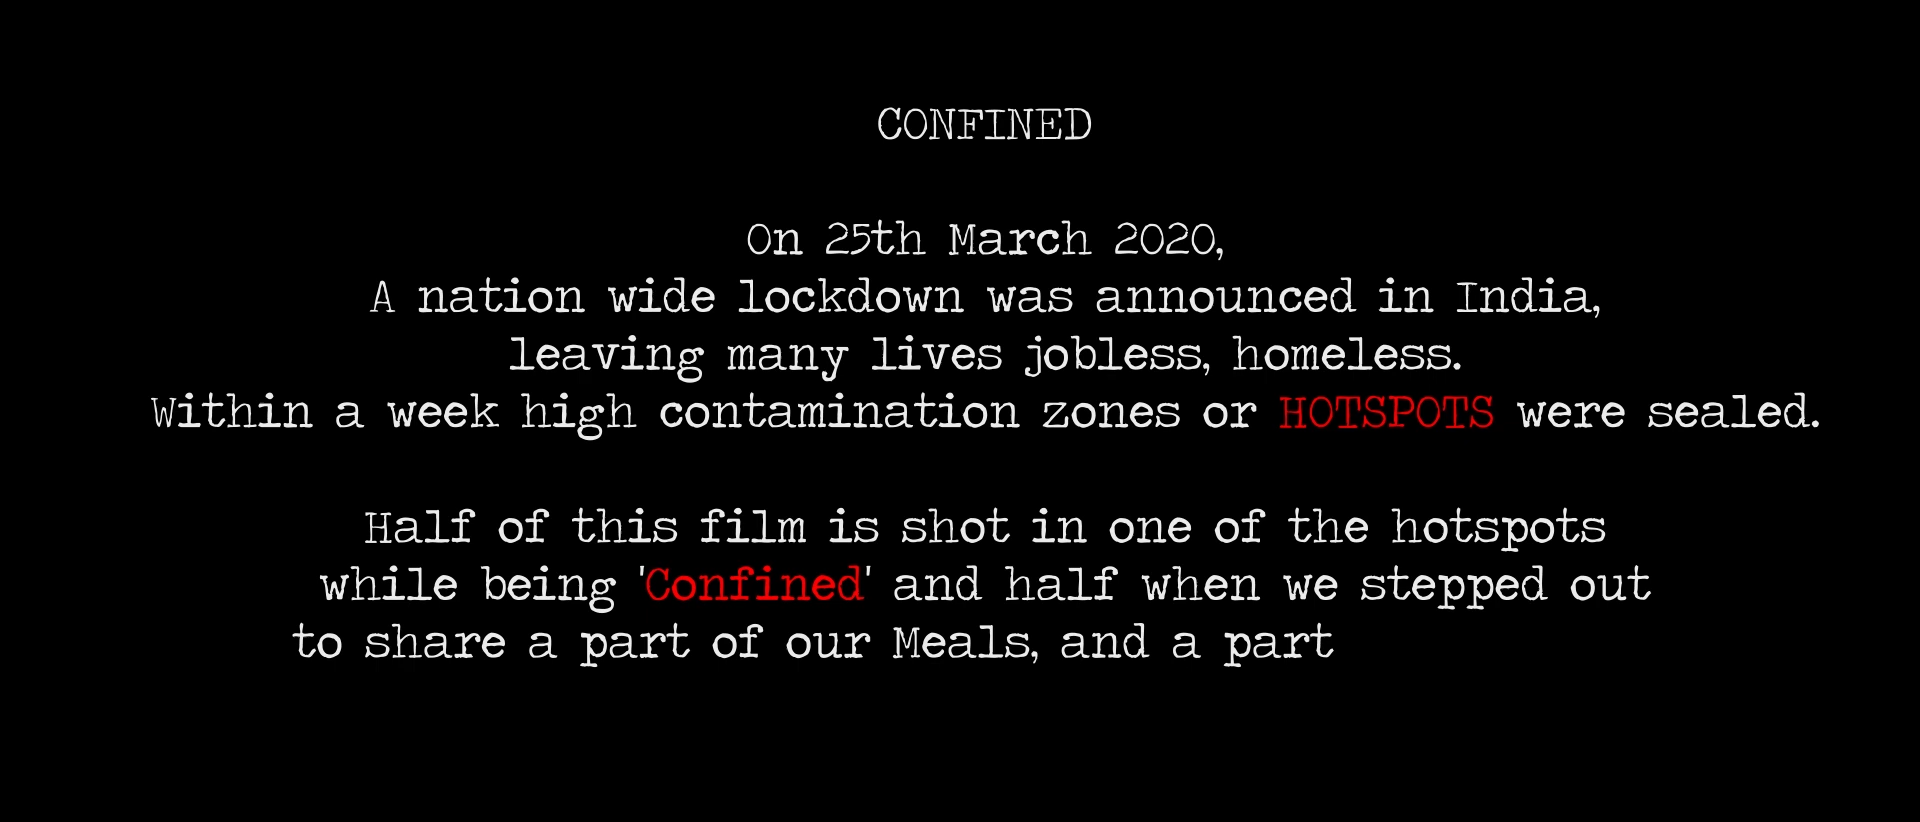 CONFINED
On 25th March 2020,
A nation wide lockdown was announced in India,
leaving many lives jobless, homeless.
Within a week high contamination zones or HOTSPOTS were sealed.
Half of this film is shot in one of the hotspots
while being 'Confined' and half when we stepped out
to share a part of our Meals, and a part